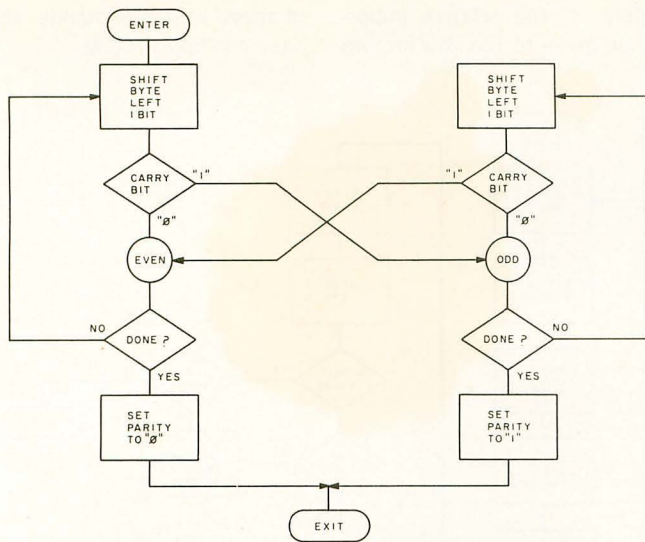 ENTER
SHIFT
BYTE
LEFT
1 BIT
CARRY
BIT
"1"
"Ø"
EVEN
NO
DONE ?
YES
SET
PARITY
TO "Ø"
SHIFT
BYTE
LEFT
1 BIT
"1"
CARRY
BIT
"Ø"
ODD
DONE ?
NO
YES
SET
PARITY
TO "1"
EXIT